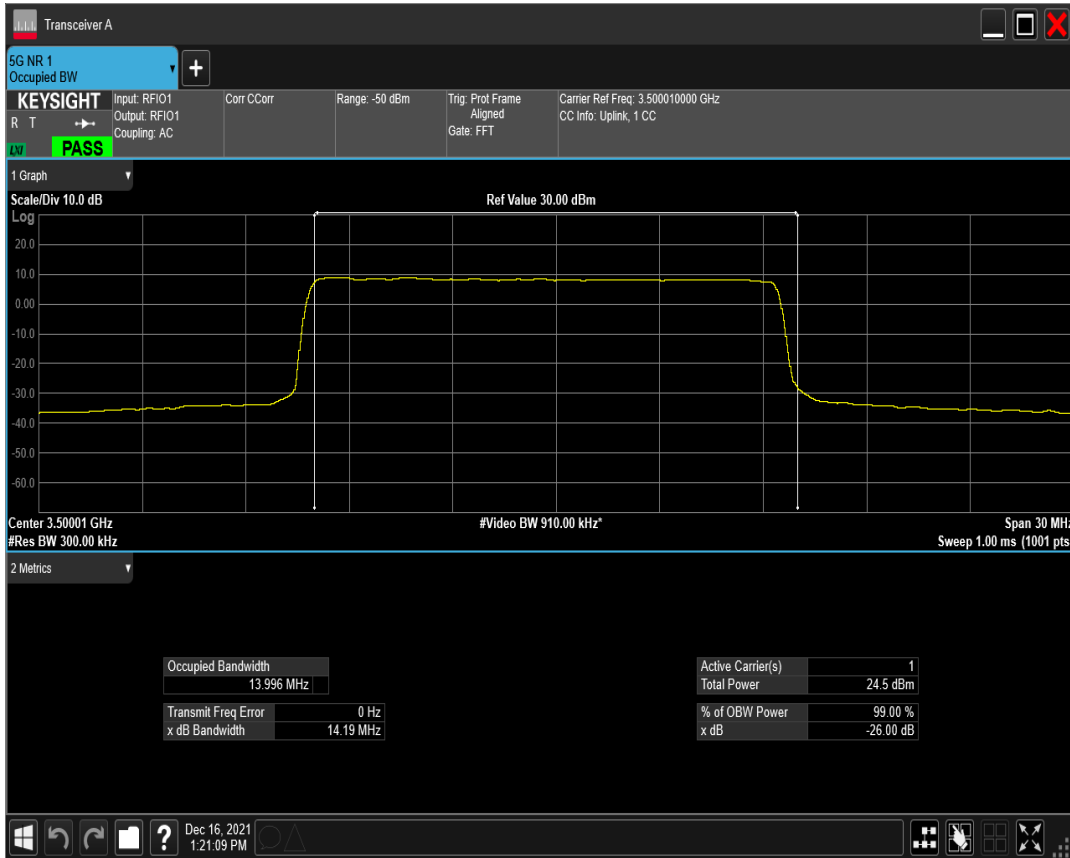 Transceiver A
5G NR 1
Occupied BW
KEYSIGHT
R T
LXI
PASS
Input: RFIO1
Output: RFIO1
Coupling: AC
Corr CCorr
Range: -50 dBm
Trig: Prot Frame
Aligned
Gate: FFT
Carrier Ref Freq: 3.500010000 GHz
CC Info: Uplink, 1 CC
1 Graph
Scale/Div 10.0 dB
Ref Value 30.00 dBm
Log
20.0
10.0
0.00
-10.0
-20.0
-30.0
-40.0
-50.0
-60.0
Center 3.50001 GHz
#Video BW 910.00 kHz*
Span 30 MHz
#Res BW 300.00 kHz
Sweep 1.00 ms (1001 pts
2 Metrics
Occupied Bandwidth
13.996 MHz
Transmit Freq Error 0 Hz
x dB Bandwidth 14.19 MHz
Active Carrier(s) 1
Total Power 24.5 dBm
% of OBW Power 99.00 %
x dB -26.00 dB
?
Dec 16, 2021
1:21:09 PM